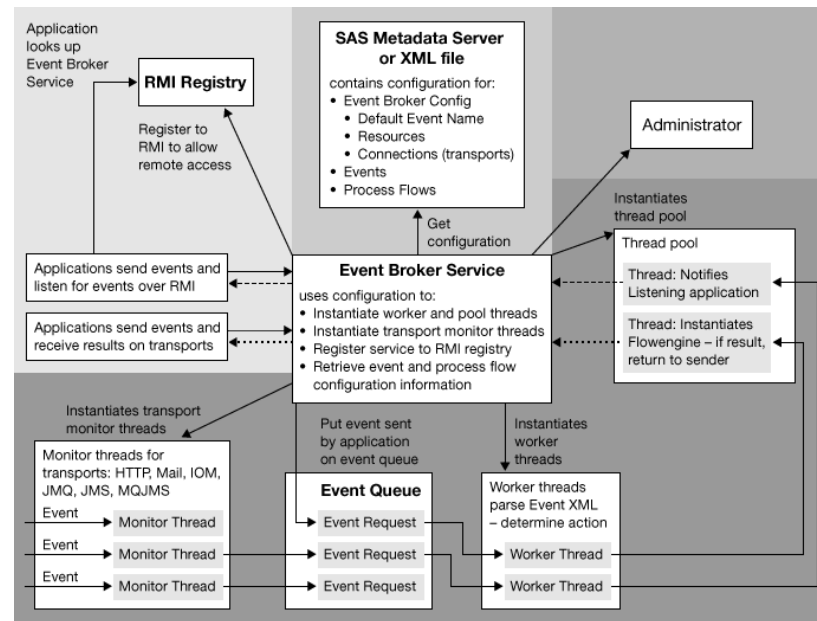 Application
looks up
Event Broker
Service
RMI Registry
Register to
RMI to allow
remote access
SAS Metadata Server
or XML file
contains configuration for:
• Event Broker Config
• Default Event Name
• Resources
• Connections (transports)
• Events
• Process Flows
Administrator
Get
configuration
Instantiates
thread pool
Thread pool
Thread: Notifies
Listening application
Thread: Instantiates
Flowengine – if result,
return to sender
Applications send events and
listen for events over RMI
Applications send events and
receive results on transports
Event Broker Service
uses configuration to:
• Instantiate worker and pool threads
• Instantiate transport monitor threads
• Register service to RMI registry
• Retrieve event and process flow
configuration information
Instantiates transport
monitor threads
Put event sent
by application
on event queue
Instantiates
worker
threads
Monitor threads for
transports: HTTP, Mail, IOM,
JMQ, JMS, MQJMS
Event
Monitor Thread
Event
Monitor Thread
Event
Monitor Thread
Event Queue
Event Request
Event Request
Event Request
Worker threads
parse Event XML
– determine action
Worker Thread
Worker Thread